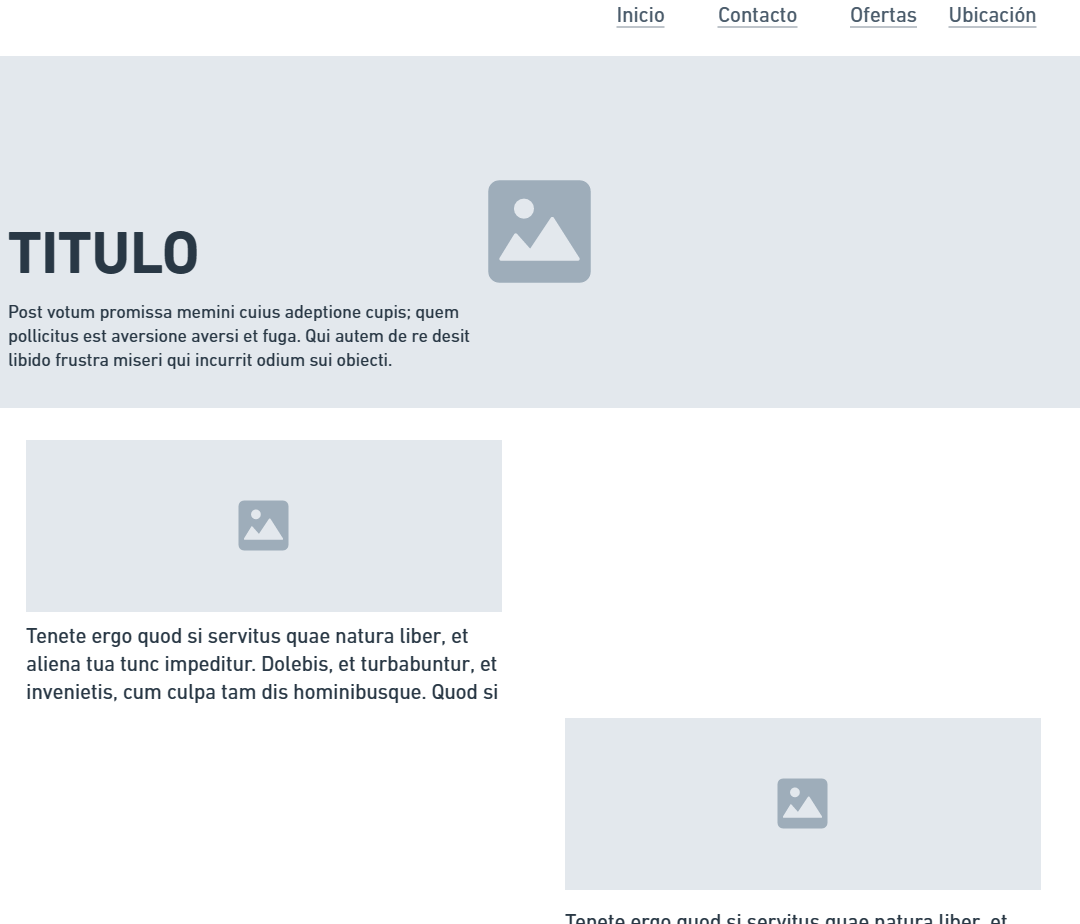 Inicio Contacto Ofertas Ubicación
TITULO
Post votum promissa memini cuius adeptione cupis; quem
pollicitus est aversione aversi et fuga. Qui autem de re desit
libido frustra miseri qui incurrit odium sui obiecti.
Tenete ergo quod si servitus quae natura liber, et
aliena tua tunc impeditur. Dolebis, et turbabuntur, et
invenietis, cum culpa tam dis hominibusque. Quod si
Tenete ergo quod si servitus quae natura liber, et